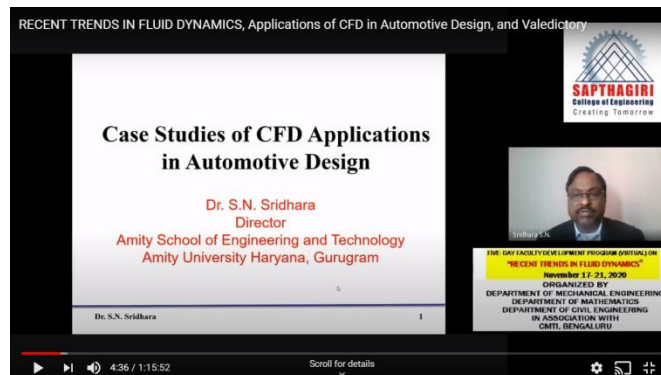 RECENT TRENDS IN FLUID DYNAMICS, Applications of CFD in Automotive Design, and Valedictory
SAPTHAGIRI
College of Engineering
Creating Tomorrow
Case Studies of CFD Applications
in Automotive Design
Dr. S.N. Sridhara
Director
Amity School of Engineering and Technology
Amity University Haryana, Gurugram
Dr. S.N. Sridhara
1
Sridhara S.N.
FIVE- DAY FACULTY DEVELOPMENT PROGRAM (VIRTUAL) ON
"RECENT TRENDS IN FLUID DYNAMICS"
November 17-21, 2020
ORGANIZED BY
DEPARTMENT OF MECHANICAL ENGINEERING
DEPARTMENT OF MATHEMATICS
DEPARTMENT OF CIVIL ENGINEERING
IN ASSOCIATION WITH
CMTI, BENGALURU
4:36 / 1:15:52
Scroll for details